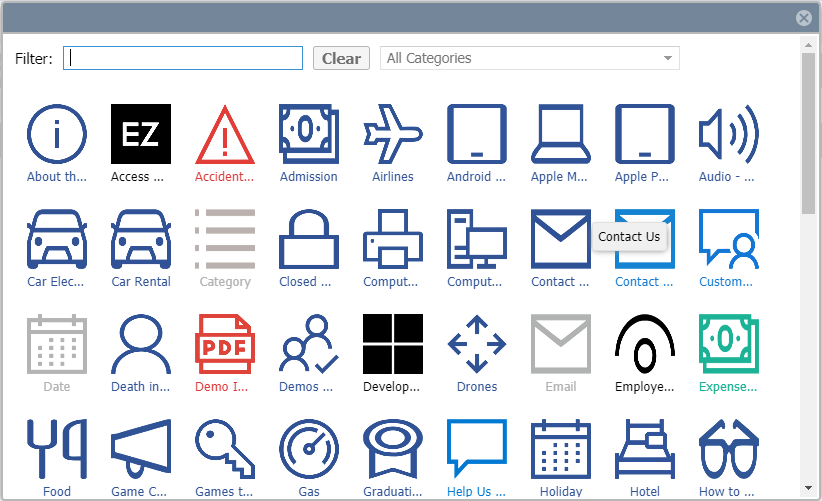 Filter: Clear All Categories
EZ
About th... Access ... Accident... Admission Airlines Android ... Apple M... Apple P... Audio - ...
Contact Us
Car Elec... Car Rental Category Closed ... Comput... Comput... Contact ... Contact ... Custom...
PDF
Date Death in... Demo I... Demos ... Develop... Drones Email Employe... Expense...
Food Game C... Games t... Gas Graduati... Help Us ... Holiday Hotel How to ...